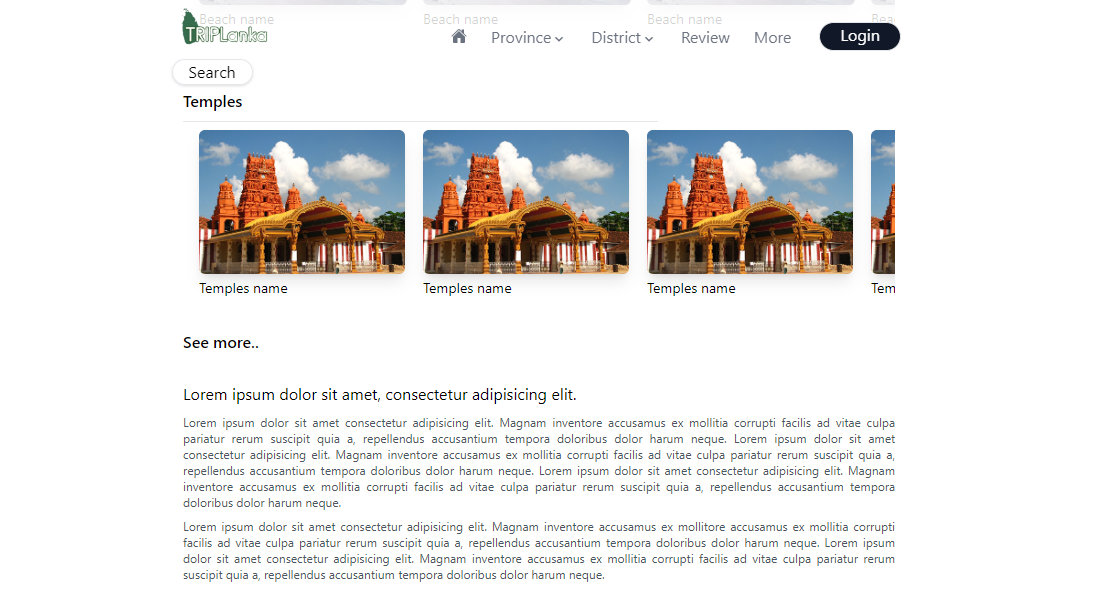 Beach name Beach name Beach name Bea
TRIPLanka
Province District Review More Login
Search
Temples
Temples name Temples name Temples name Tem
See more..
Lorem ipsum dolor sit amet, consectetur adipisicing elit.
Lorem ipsum dolor sit amet consectetur adipisicing elit. Magnam inventore accusamus ex mollitia corrupti facilis ad vitae culpa
pariatur rerum suscipit quia a, repellendus accusantium tempora doloribus dolor harum neque. Lorem ipsum dolor sit amet
consectetur adipisicing elit. Magnam inventore accusamus ex mollitia corrupti facilis ad vitae culpa pariatur rerum suscipit quia a,
repellendus accusantium tempora doloribus dolor harum neque. Lorem ipsum dolor sit amet consectetur adipisicing elit. Magnam
inventore accusamus ex mollitia corrupti facilis ad vitae culpa pariatur rerum suscipit quia a, repellendus accusantium tempora
doloribus dolor harum neque.
Lorem ipsum dolor sit amet consectetur adipisicing elit. Magnam inventore accusamus ex mollitore accusamus ex mollitia corrupti
facilis ad vitae culpa pariatur rerum suscipit quia a, repellendus accusantium tempora doloribus dolor harum neque. Lorem ipsum
dolor sit amet consectetur adipisicing elit. Magnam inventore accusamus ex mollitia corrupti facilis ad vitae culpa pariatur rerum
suscipit quia a, repellendus accusantium tempora doloribus dolor harum neque.